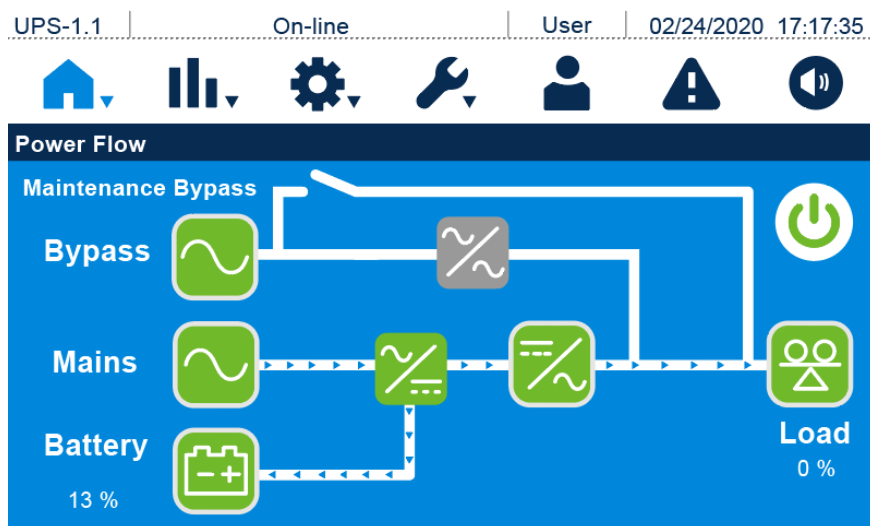 UPS-1.1 On-line User 02/24/2020 17:17:35
Power Flow
Maintenance Bypass
Bypass
Mains
Battery
13 %
Load
0 %